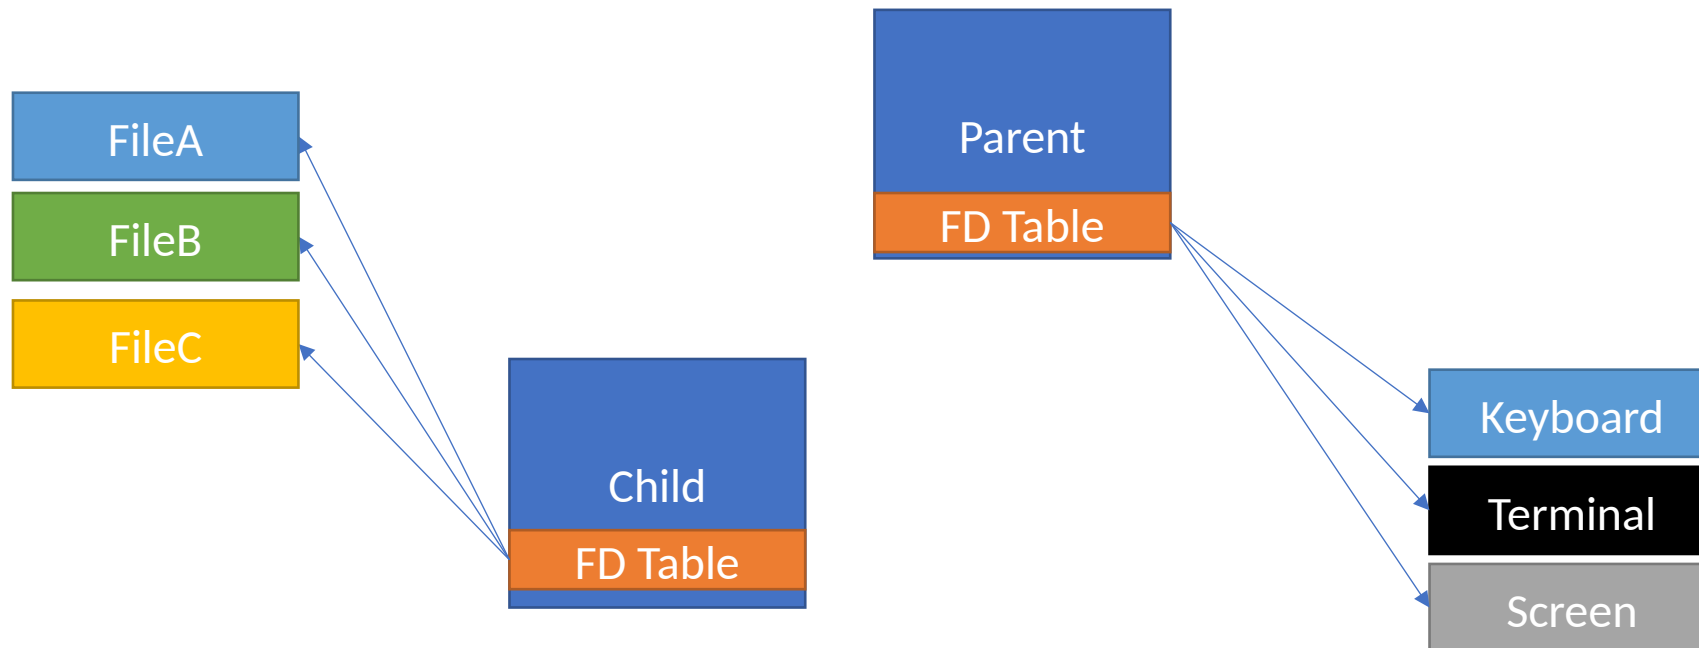 FileA
FileB
FileC
Child
FD Table
Parent
FD Table
Keyboard
Terminal
Screen